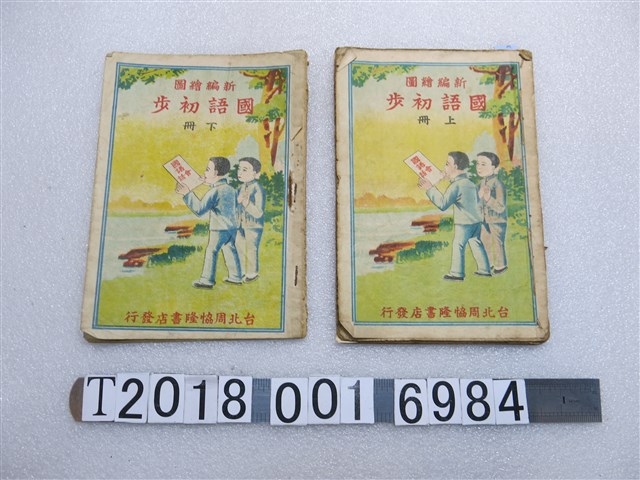 新編繪圖
國語初步
下冊
台北周協隆書店發行
新編繪圖
國語初步
上冊
台北周協隆書店發行
T2018 001 6984